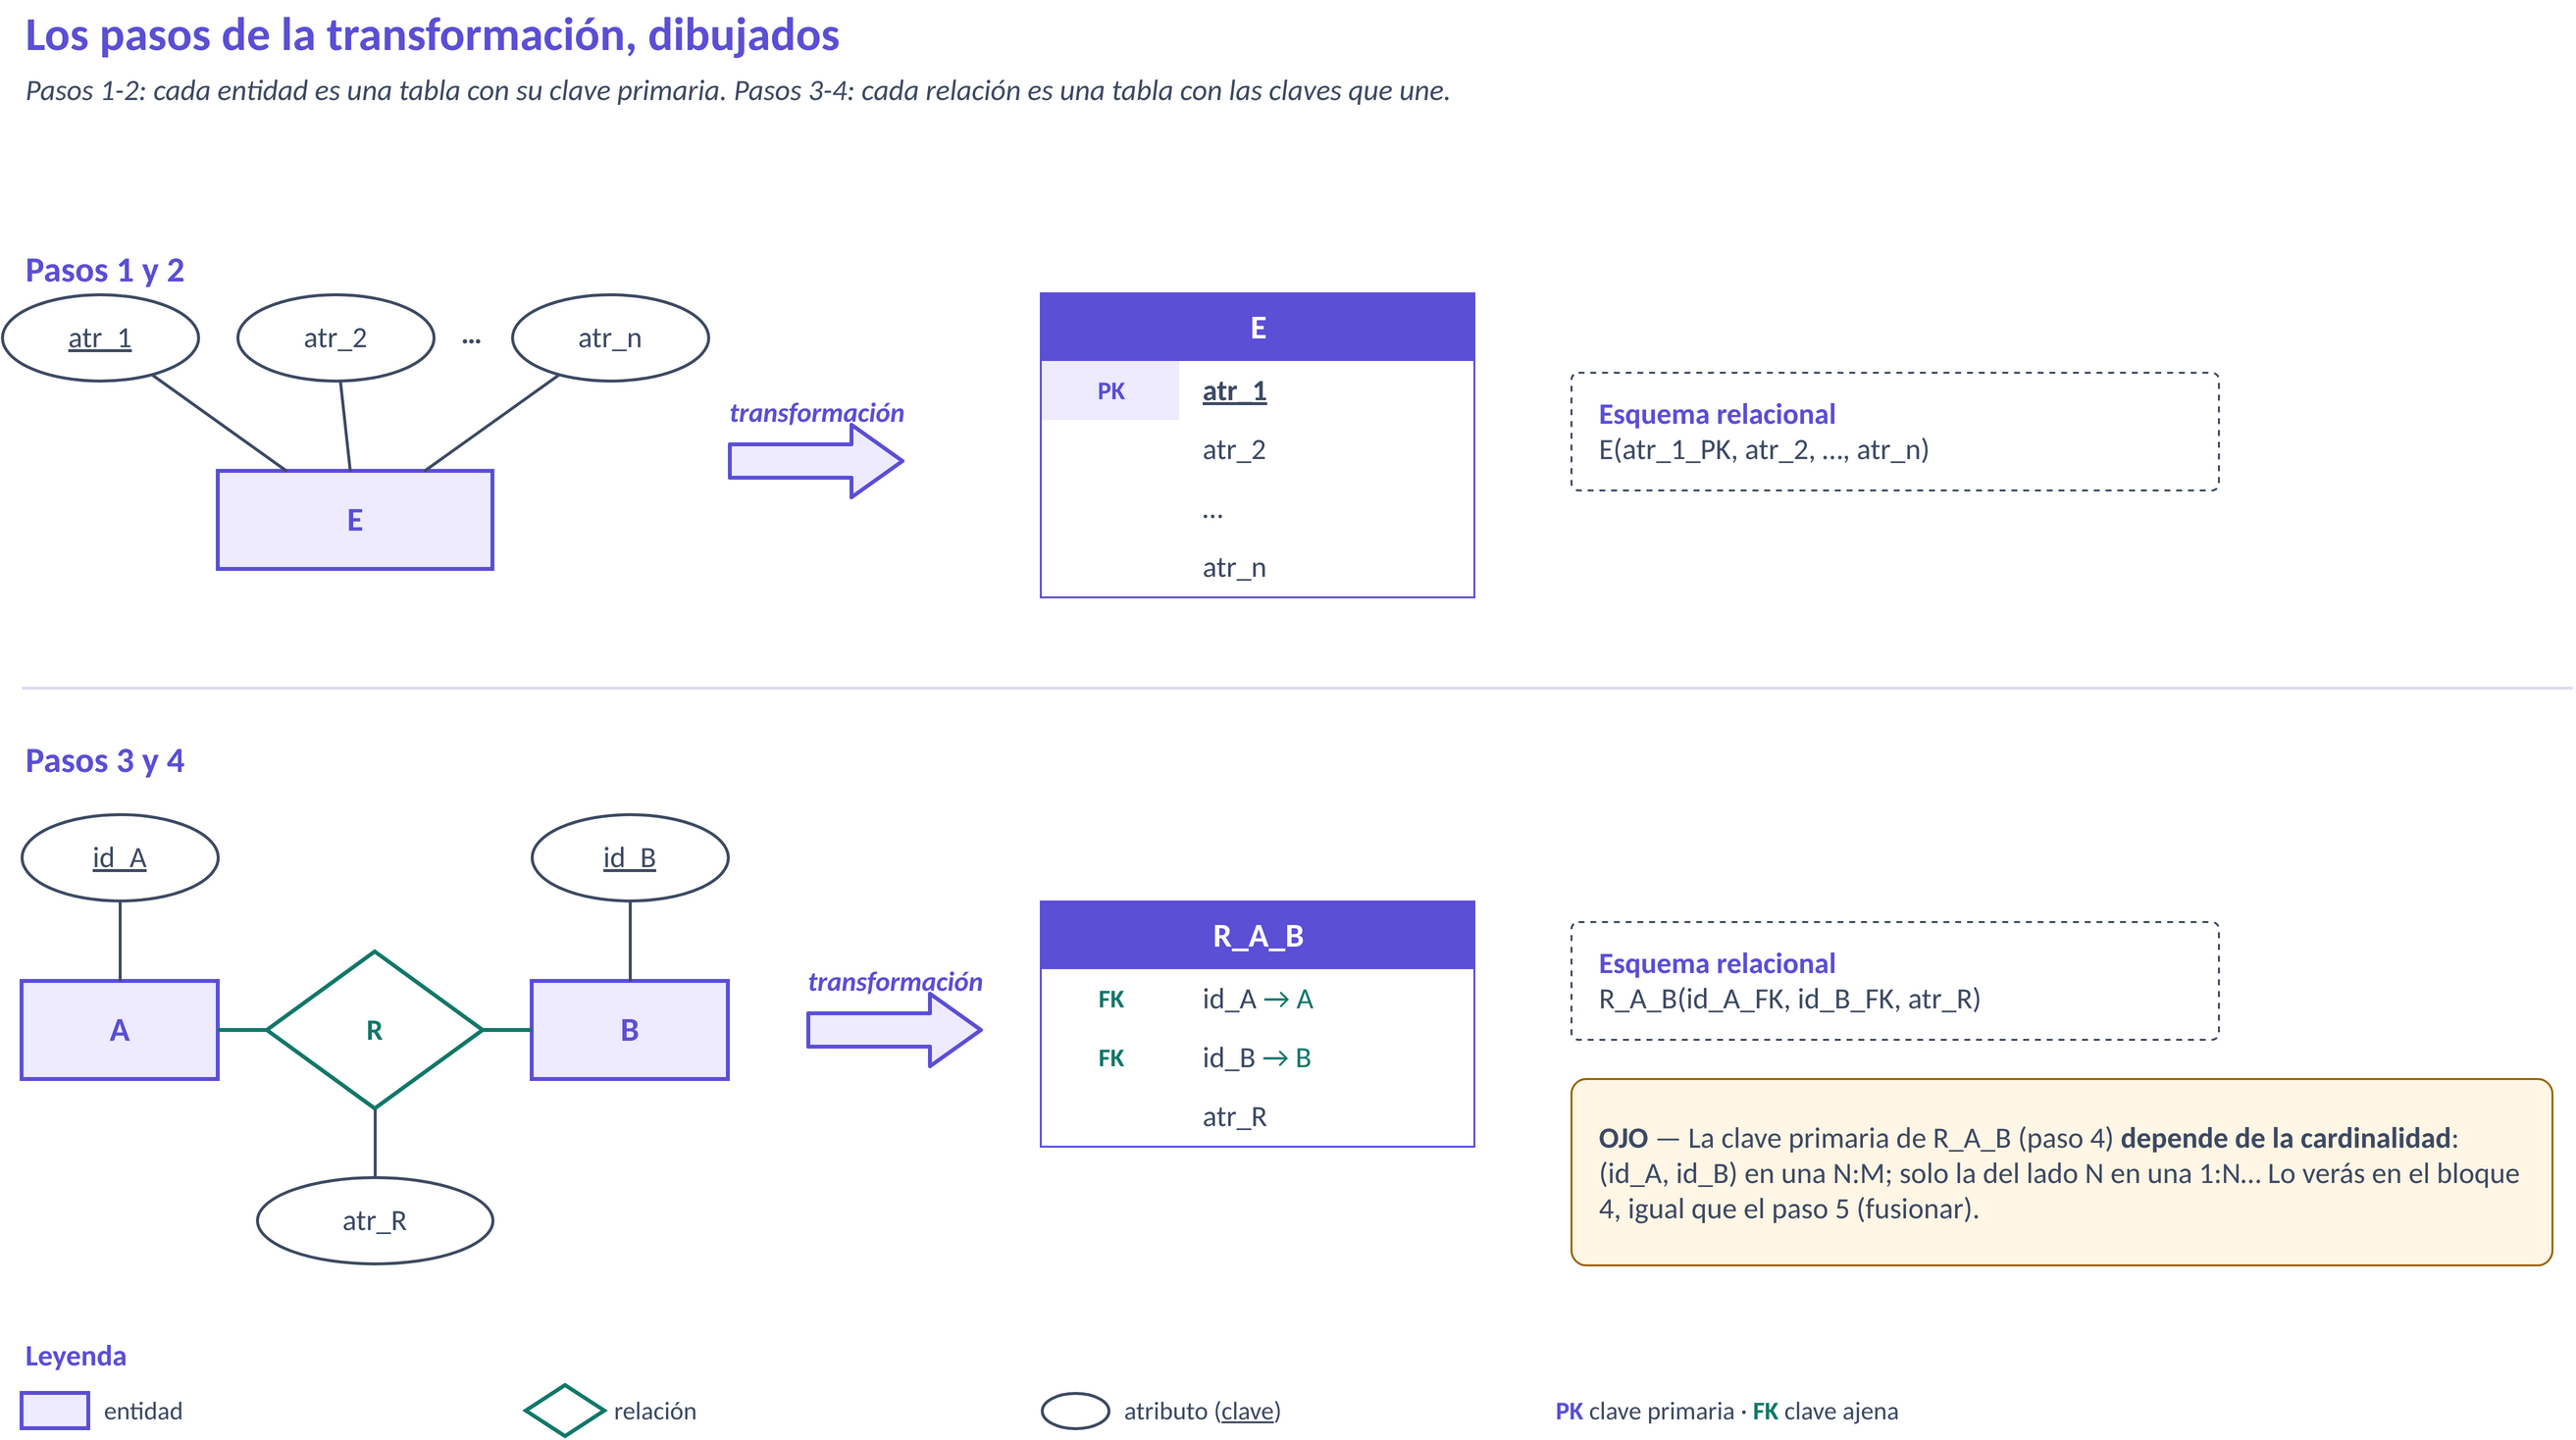 Los pasos de la transformación, dibujados
Pasos 1-2: cada entidad es una tabla con su clave primaria. Pasos 3-4: cada relación es una tabla con las claves que une.
Pasos 1 y 2
atr_1
atr_2
...
atr_n
E
transformación
E
PK atr_1
atr_2
...
atr_n
Esquema relacional
E(atr_1_PK, atr_2, ..., atr_n)
Pasos 3 y 4
id_A
id_B
A
R
B
atr_R
transformación
R_A_B
FK id_A → A
FK id_B → B
atr_R
Esquema relacional
R_A_B(id_A_FK, id_B_FK, atr_R)
OJO — La clave primaria de R_A_B (paso 4) depende de la cardinalidad:
(id_A, id_B) en una N:M; solo la del lado N en una 1:N... Lo verás en el bloque
4, igual que el paso 5 (fusionar).
Leyenda
entidad
relación
atributo (clave)
PK clave primaria · FK clave ajena